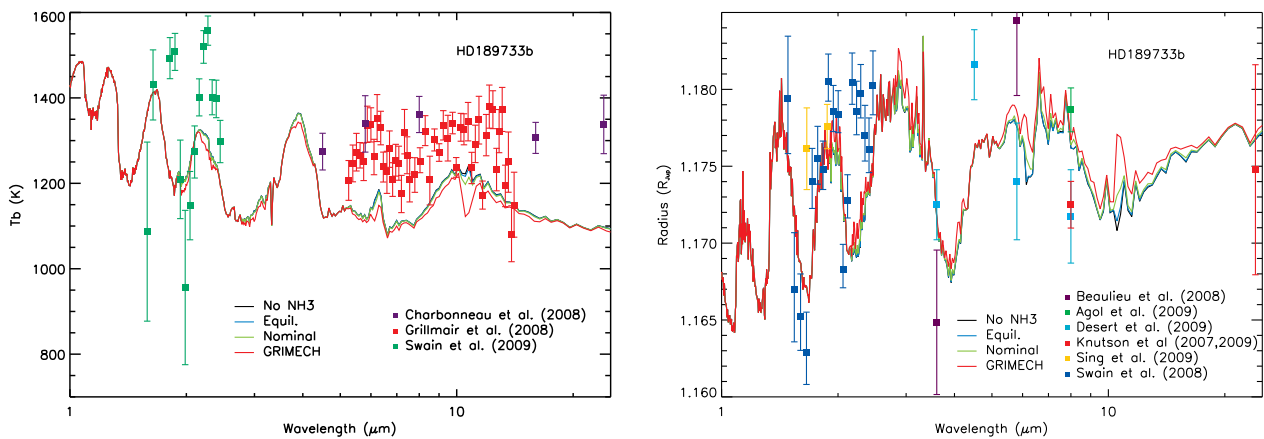 1600
1400
1200
1000
800
Tb (K)
HD189733b
No NH3
Equil.
Nominal
GRIMECH
Charbonneau et al. (2008)
Grillmair et al. (2008)
Swain et al. (2009)
1
10
Wavelength (μm)
1.185
1.180
1.175
1.170
1.165
1.160
Radius (RJup)
HD189733b
No NH3
Equil.
Nominal
GRIMECH
Beaulieu et al. (2008)
Agol et al. (2009)
Desert et al. (2009)
Knutson et al (2007,2009)
Sing et al. (2009)
Swain et al. (2008)
1
10
Wavelength (μm)